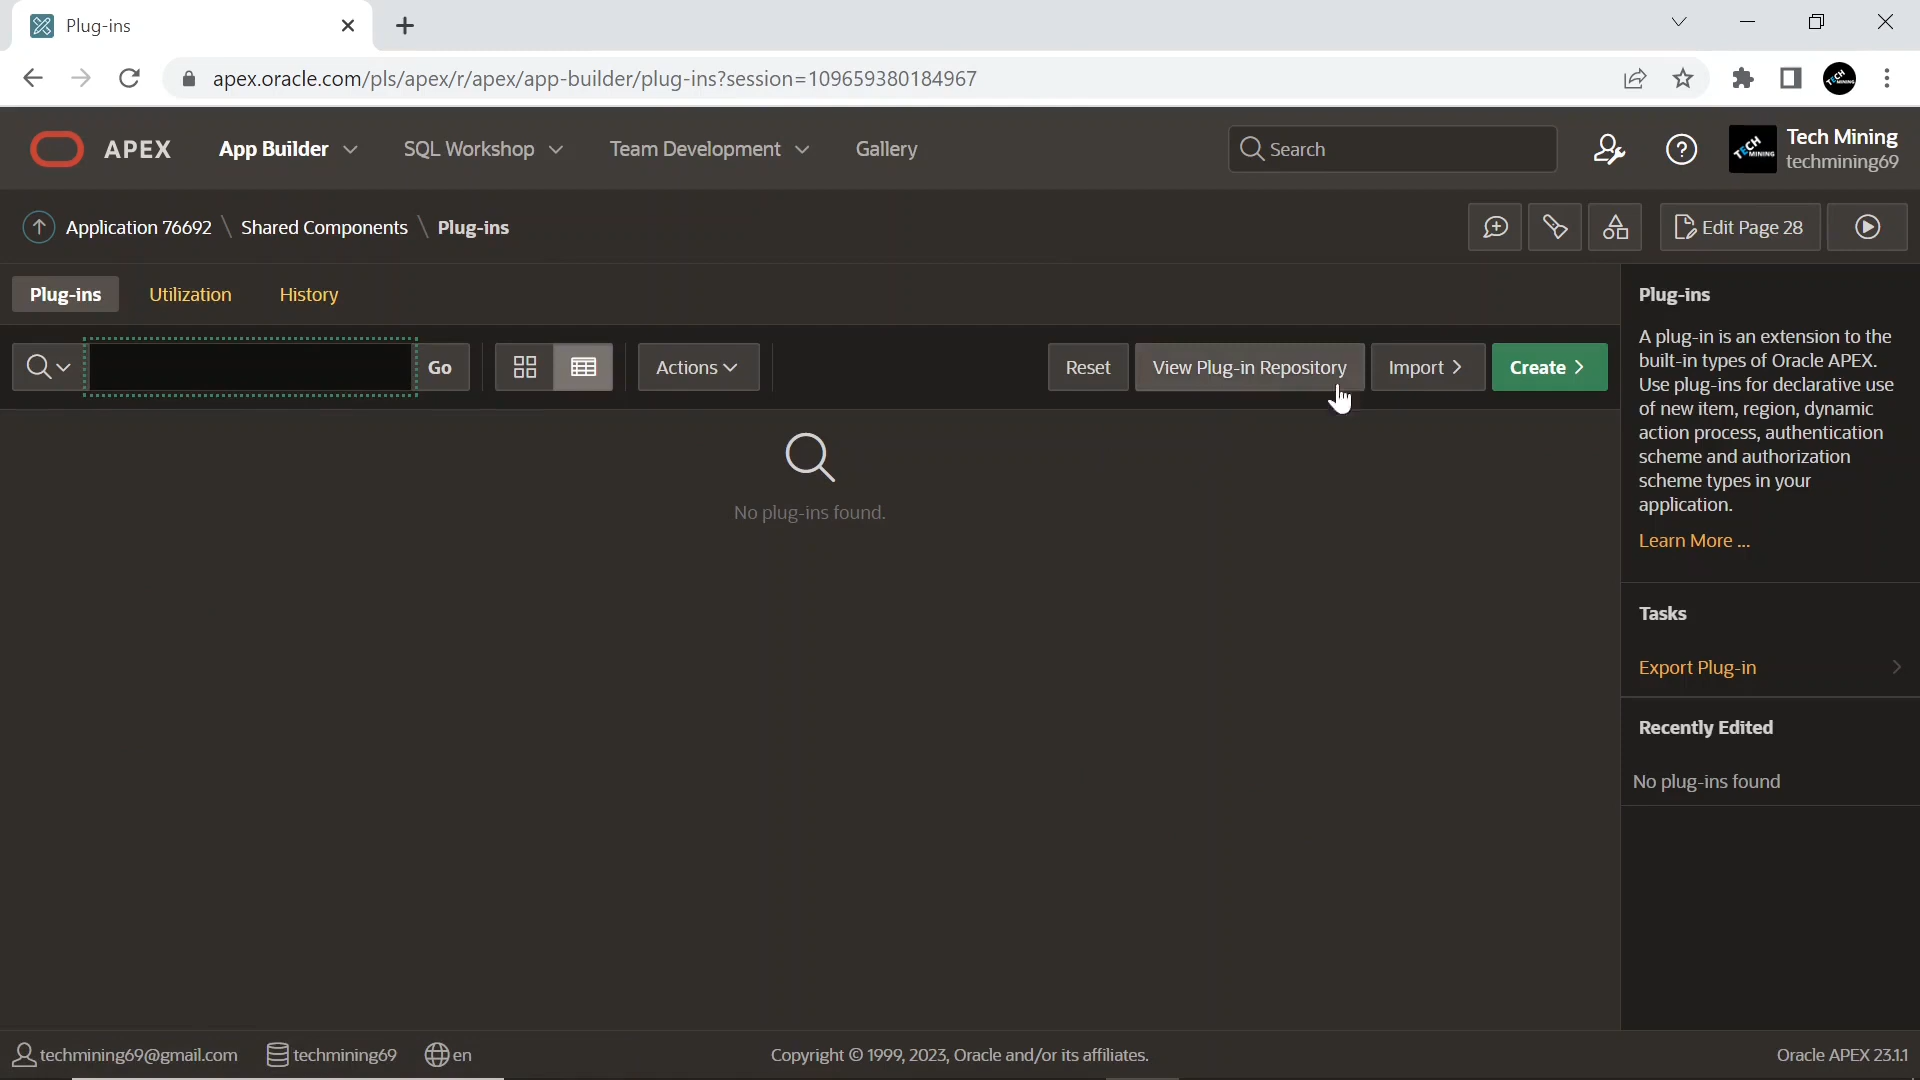 Plug-ins
apex.oracle.com/pls/apex/r/apex/app-builder/plug-ins?session=109659380184967
TECH MINING
APEX
App Builder
SQL Workshop
Team Development
Gallery
Search
TECH MINING
Tech Mining
techmining69
Application 76692 \ Shared Components \ Plug-ins
Edit Page 28
Plug-ins
Utilization
History
Go
Actions
Reset
View Plug-in Repository
Import
Create
No plug-ins found.
Plug-ins
A plug-in is an extension to the
built-in types of Oracle APEX.
Use plug-ins for declarative use
of new item, region, dynamic
action process, authentication
scheme and authorization
scheme types in your
application.
Learn More ...
Tasks
Export Plug-in
Recently Edited
No plug-ins found
techmining69@gmail.com
techmining69
en
Copyright © 1999, 2023, Oracle and/or its affiliates.
Oracle APEX 23.1.1